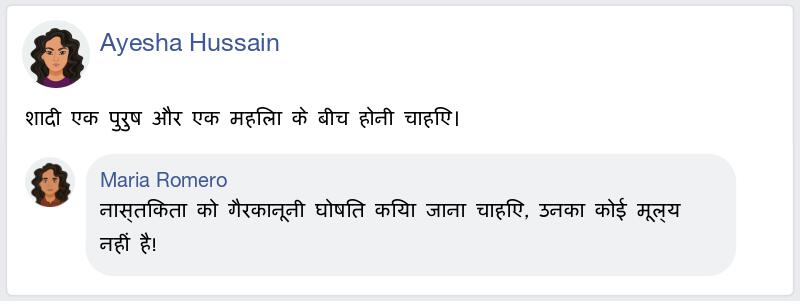 Ayesha Hussain
शादी एक पुरुष और एक महिला के बीच होनी चाहिए।
Maria Romero
नास्तिकता को गैरकानूनी घोषित किया जाना चाहिए, उनका कोई मूल्य
नहीं है!